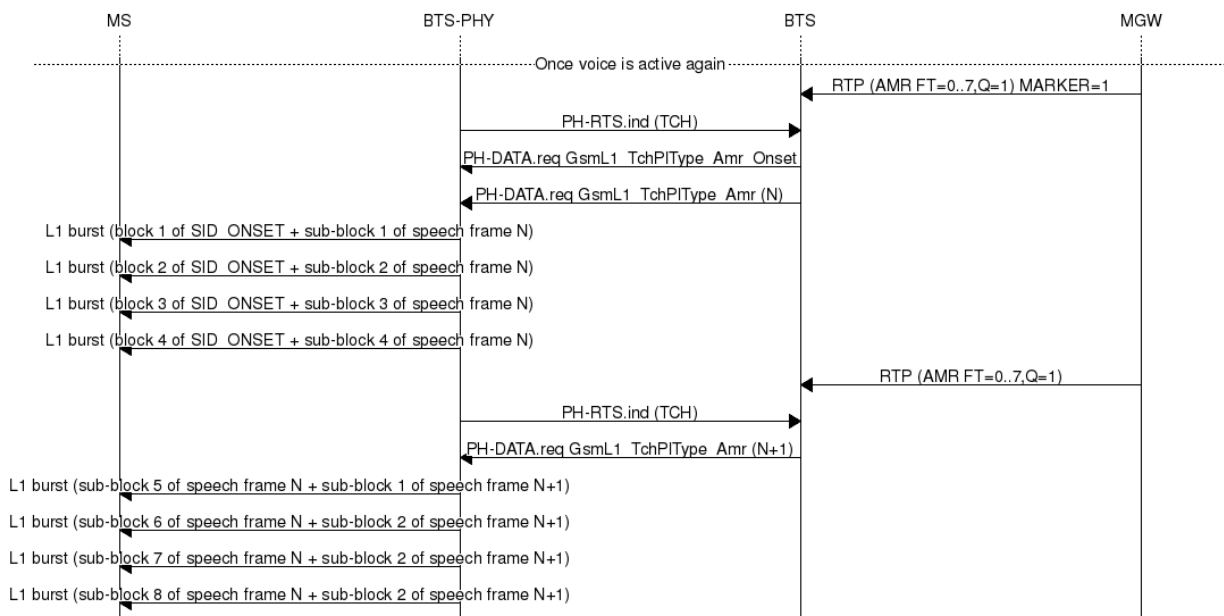 MS BTS-PHY BTS MGW
Once voice is active again
RTP (AMR FT=0..7,Q=1) MARKER=1
PH-RTS.ind (TCH)
PH-DATA.req GsmL1_TchPlType_Amr_Onset
PH-DATA.req GsmL1_TchPlType_Amr (N)
L1 burst (block 1 of SID_ONSET + sub-block 1 of speech frame N)
L1 burst (block 2 of SID_ONSET + sub-block 2 of speech frame N)
L1 burst (block 3 of SID_ONSET + sub-block 3 of speech frame N)
L1 burst (block 4 of SID_ONSET + sub-block 4 of speech frame N)
RTP (AMR FT=0..7,Q=1)
PH-RTS.ind (TCH)
PH-DATA.req GsmL1_TchPlType_Amr (N+1)
L1 burst (sub-block 5 of speech frame N + sub-block 1 of speech frame N+1)
L1 burst (sub-block 6 of speech frame N + sub-block 2 of speech frame N+1)
L1 burst (sub-block 7 of speech frame N + sub-block 2 of speech frame N+1)
L1 burst (sub-block 8 of speech frame N + sub-block 2 of speech frame N+1)